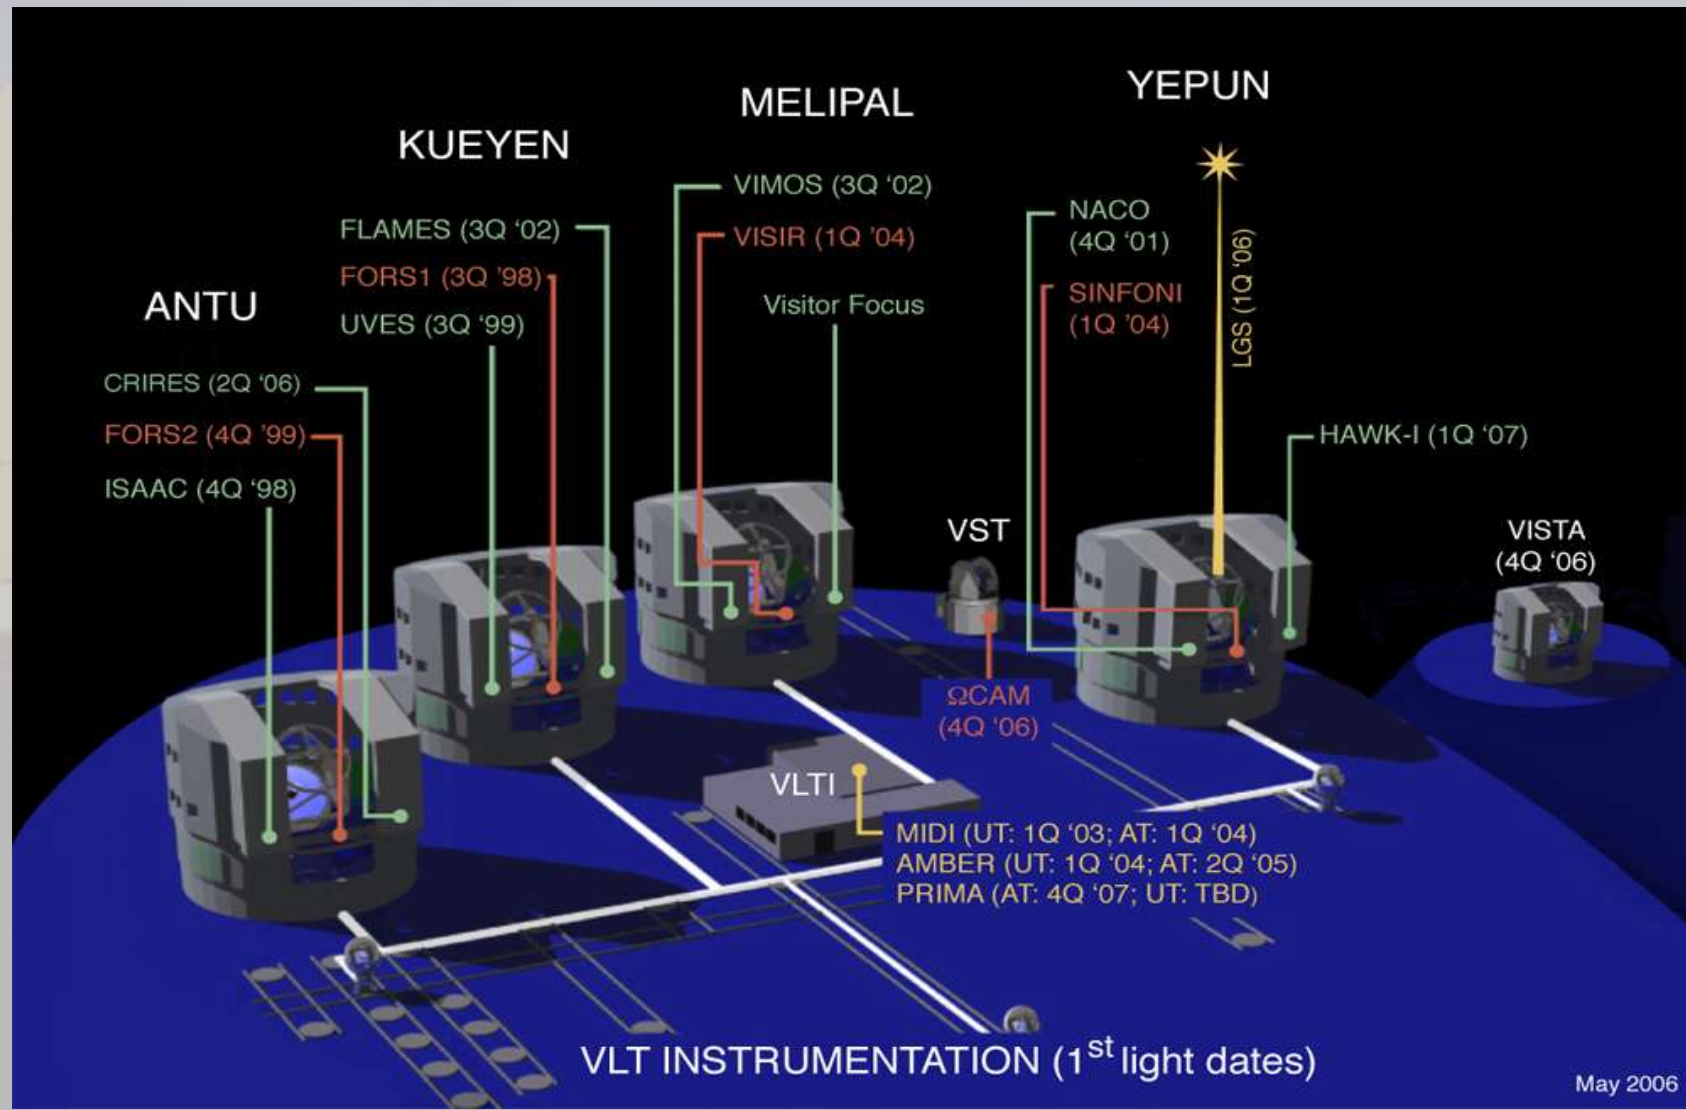 ANTU
CRIRES (2Q ‘06)
FORS2 (4Q ’99)
ISAAC (4Q ‘98)
KUEYEN
FLAMES (3Q ‘02)
FORS1 (3Q ’98)
UVES (3Q ‘99)
MELIPAL
VIMOS (3Q ‘02)
VISIR (1Q ’04)
Visitor Focus
VST
ΩCAM
(4Q ‘06)
YEPUN
NACO
(4Q ‘01)
SINFONI
(1Q ‘04)
LGS (1Q ‘06)
HAWK-I (1Q ‘07)
VISTA
(4Q ‘06)
VLTI
MIDI (UT: 1Q ‘03; AT: 1Q ‘04)
AMBER (UT: 1Q ‘04; AT: 2Q ‘05)
PRIMA (AT: 4Q ‘07; UT: TBD)
VLT INSTRUMENTATION (1st light dates)
May 2006